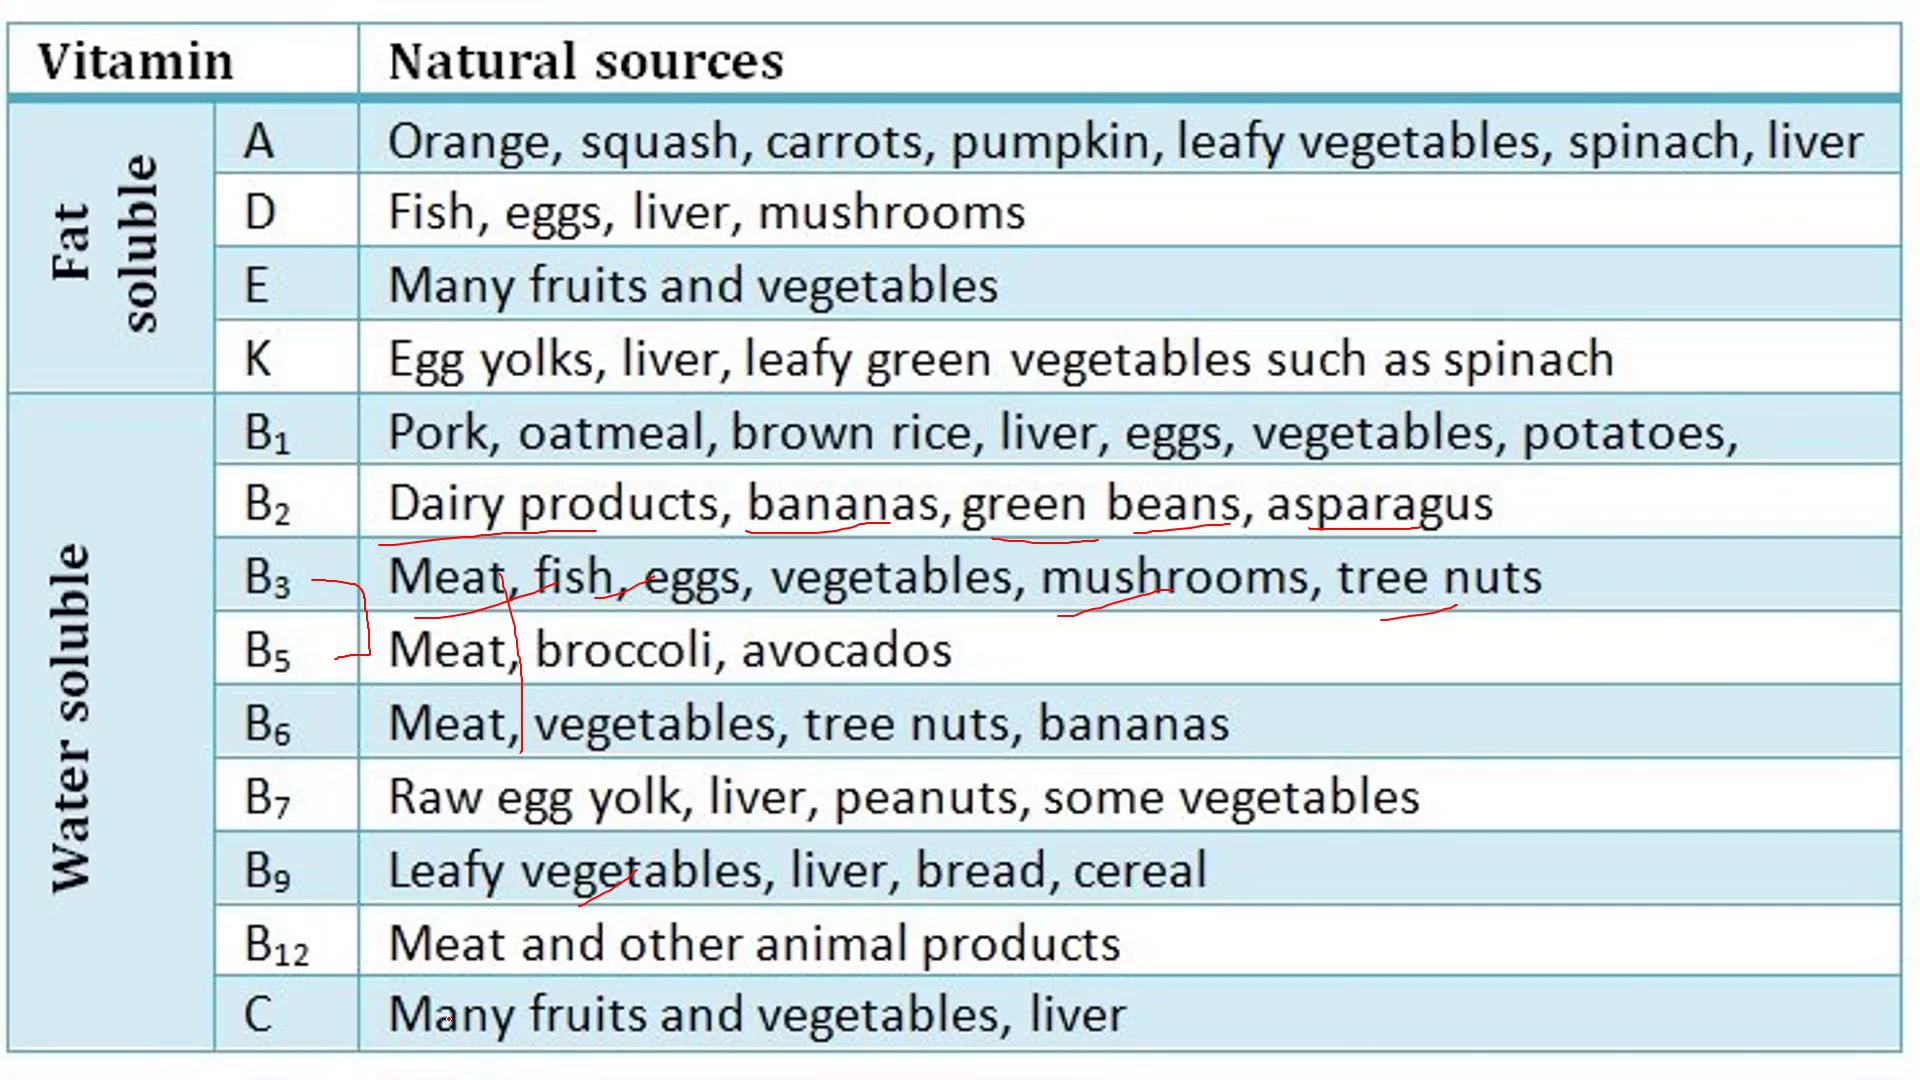 Vitamin Natural sources
Fat soluble
A Orange, squash, carrots, pumpkin, leafy vegetables, spinach, liver
D Fish, eggs, liver, mushrooms
E Many fruits and vegetables
K Egg yolks, liver, leafy green vegetables such as spinach
Water soluble
B₁ Pork, oatmeal, brown rice, liver, eggs, vegetables, potatoes,
B₂ Dairy products, bananas, green beans, asparagus
B₃ Meat, fish, eggs, vegetables, mushrooms, tree nuts
B₅ Meat, broccoli, avocados
B₆ Meat, vegetables, tree nuts, bananas
B₇ Raw egg yolk, liver, peanuts, some vegetables
B₉ Leafy vegetables, liver, bread, cereal
B₁₂ Meat and other animal products
C Many fruits and vegetables, liver